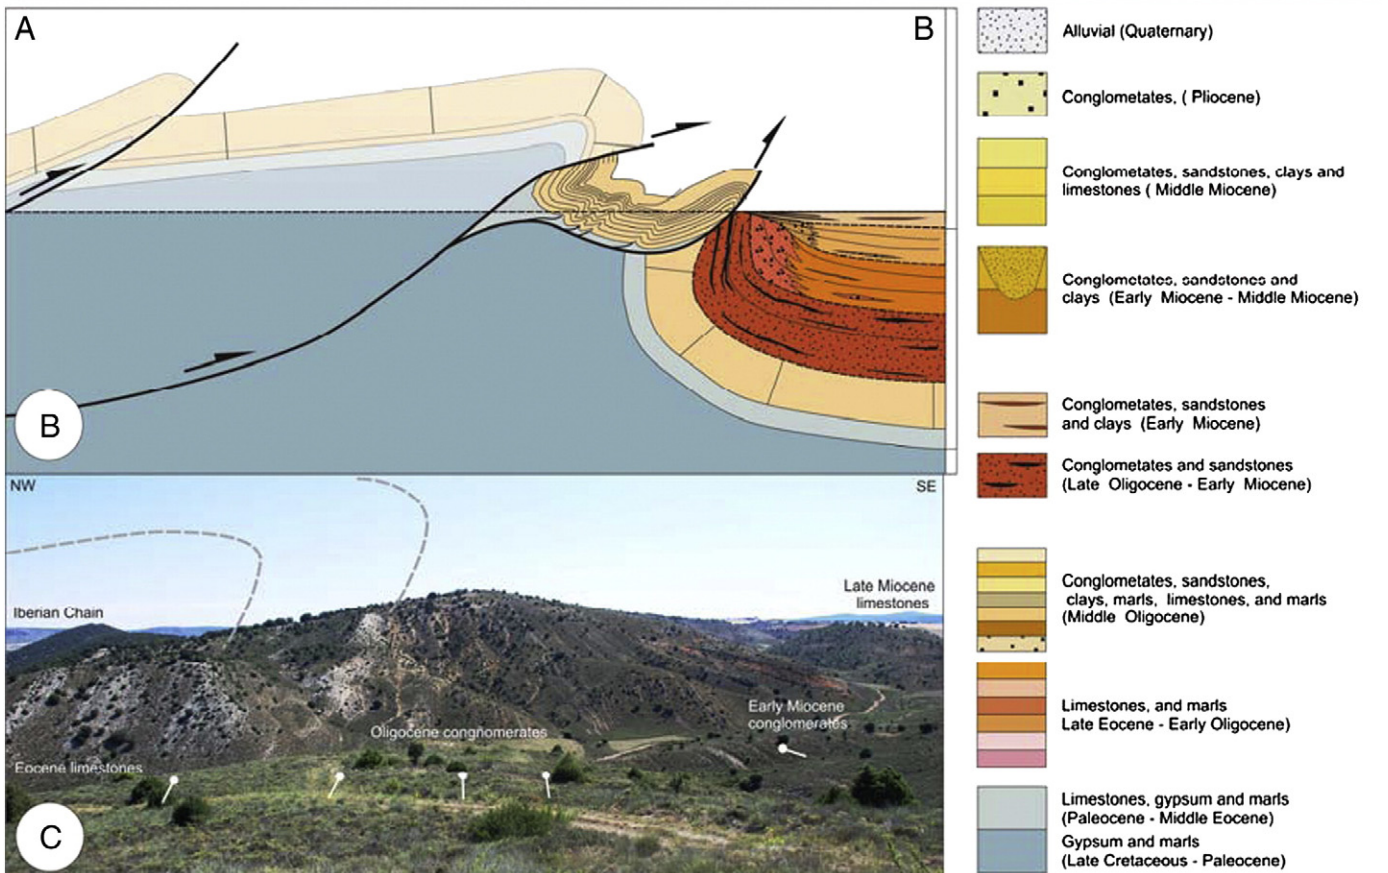 A
B
B
NW
SE
Iberian Chain
Late Miocene
limestones
Early Miocene
conglomerates
Oligocene congnomerates
Eocene limestones
C
Alluvial (Quaternary)
Conglometates, ( Pliocene)
Conglometates, sandstones, clays and
limestones ( Middle Miocene)
Conglometates, sandstones and
clays (Early Miocene - Middle Miocene)
Conglometates, sandstones
and clays (Early Miocene)
Conglometates and sandstones
(Late Oligocene - Early Miocene)
Conglometates, sandstones,
clays, marls, limestones, and marls
(Middle Oligocene)
Limestones, and marls
Late Eocene - Early Oligocene)
Limestones, gypsum and marls
(Paleocene - Middle Eocene)
Gypsum and marls
(Late Cretaceous - Paleocene)